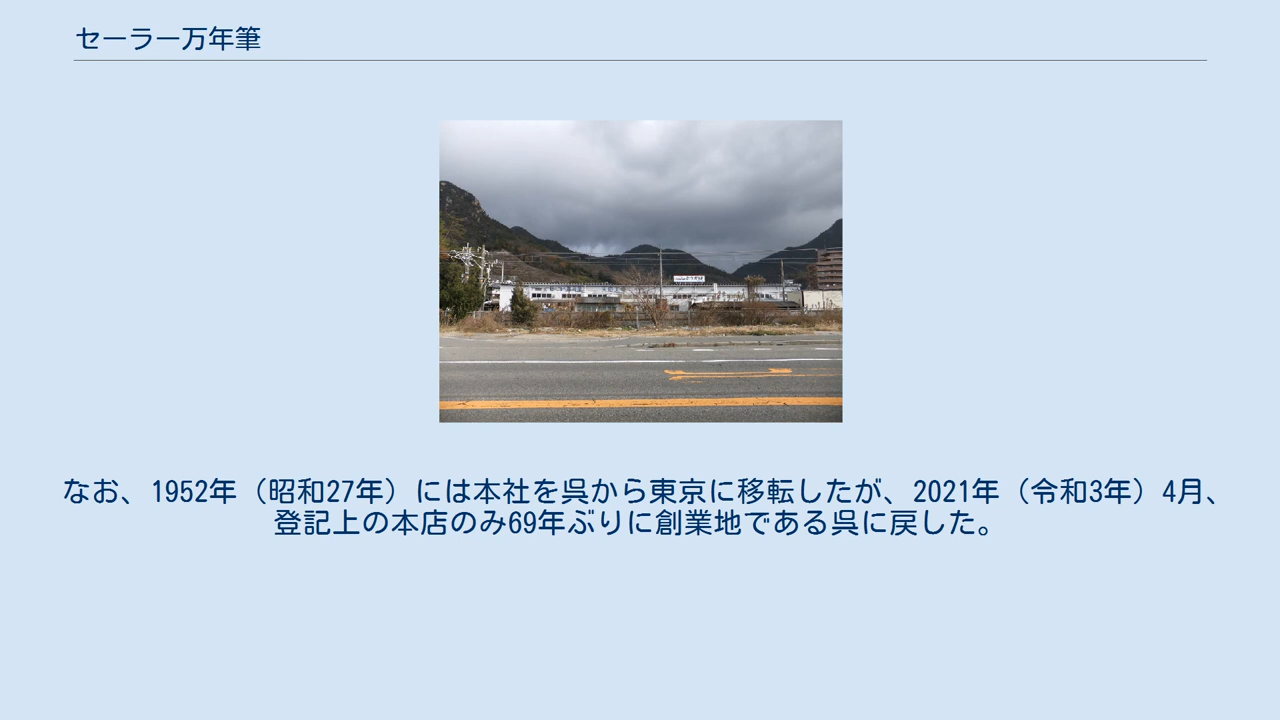 セーラー万年筆
なお、1952年（昭和27年）には本社を呉から東京に移転したが、2021年（令和3年）4月、
登記上の本店のみ69年ぶりに創業地である呉に戻した。